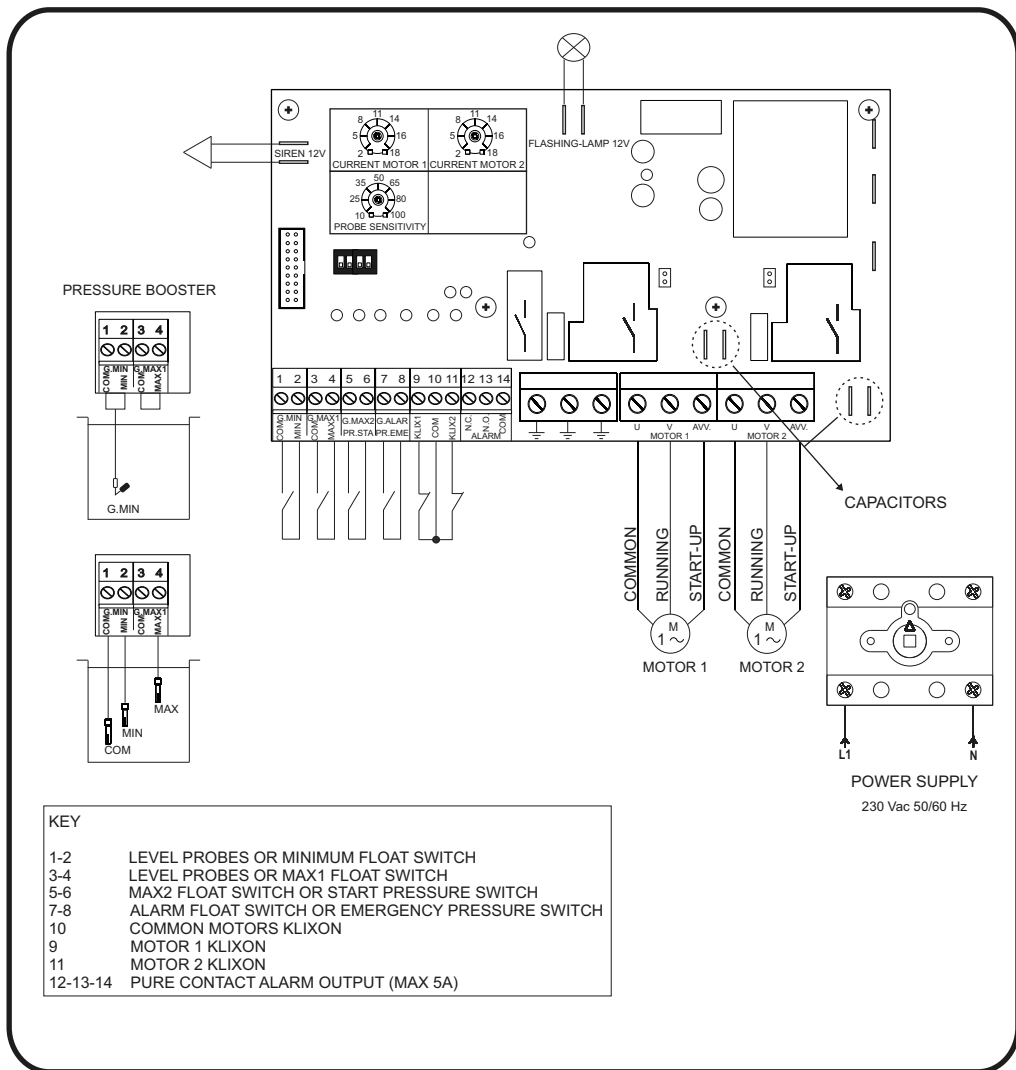 8 11 14
5 16
2 18
CURRENT MOTOR 1
8 11 14
5 16
2 18
CURRENT MOTOR 2
35 50 65
25 80
10 100
PROBE SENSITIVITY
SIREN 12V
FLASHING-LAMP 12V
PRESSURE BOOSTER
1 2 3 4
G.MIN G.MAX1
COM MIN COM MAX1
G.MIN
1 2 3 4
G.MIN G.MAX1
COM MIN COM MAX1
MAX
MIN
COM
1 2 3 4 5 6 7 8 9 10 11 12 13 14
G.MIN G.MAX1 G.MAX2 G.ALAR
COM MIN COM MAX1 PR.STA PR.EME KLIX1 COM KLIX2 N.C. N.O. COM
ALARM
U V AVV. U V AVV.
MOTOR 1 MOTOR 2
CAPACITORS
COMMON RUNNING START-UP COMMON RUNNING START-UP
M M
1 ~ 1 ~
MOTOR 1 MOTOR 2
L1 N
POWER SUPPLY
230 Vac 50/60 Hz
KEY
1-2 LEVEL PROBES OR MINIMUM FLOAT SWITCH
3-4 LEVEL PROBES OR MAX1 FLOAT SWITCH
5-6 MAX2 FLOAT SWITCH OR START PRESSURE SWITCH
7-8 ALARM FLOAT SWITCH OR EMERGENCY PRESSURE SWITCH
10 COMMON MOTORS KLIXON
9 MOTOR 1 KLIXON
11 MOTOR 2 KLIXON
12-13-14 PURE CONTACT ALARM OUTPUT (MAX 5A)